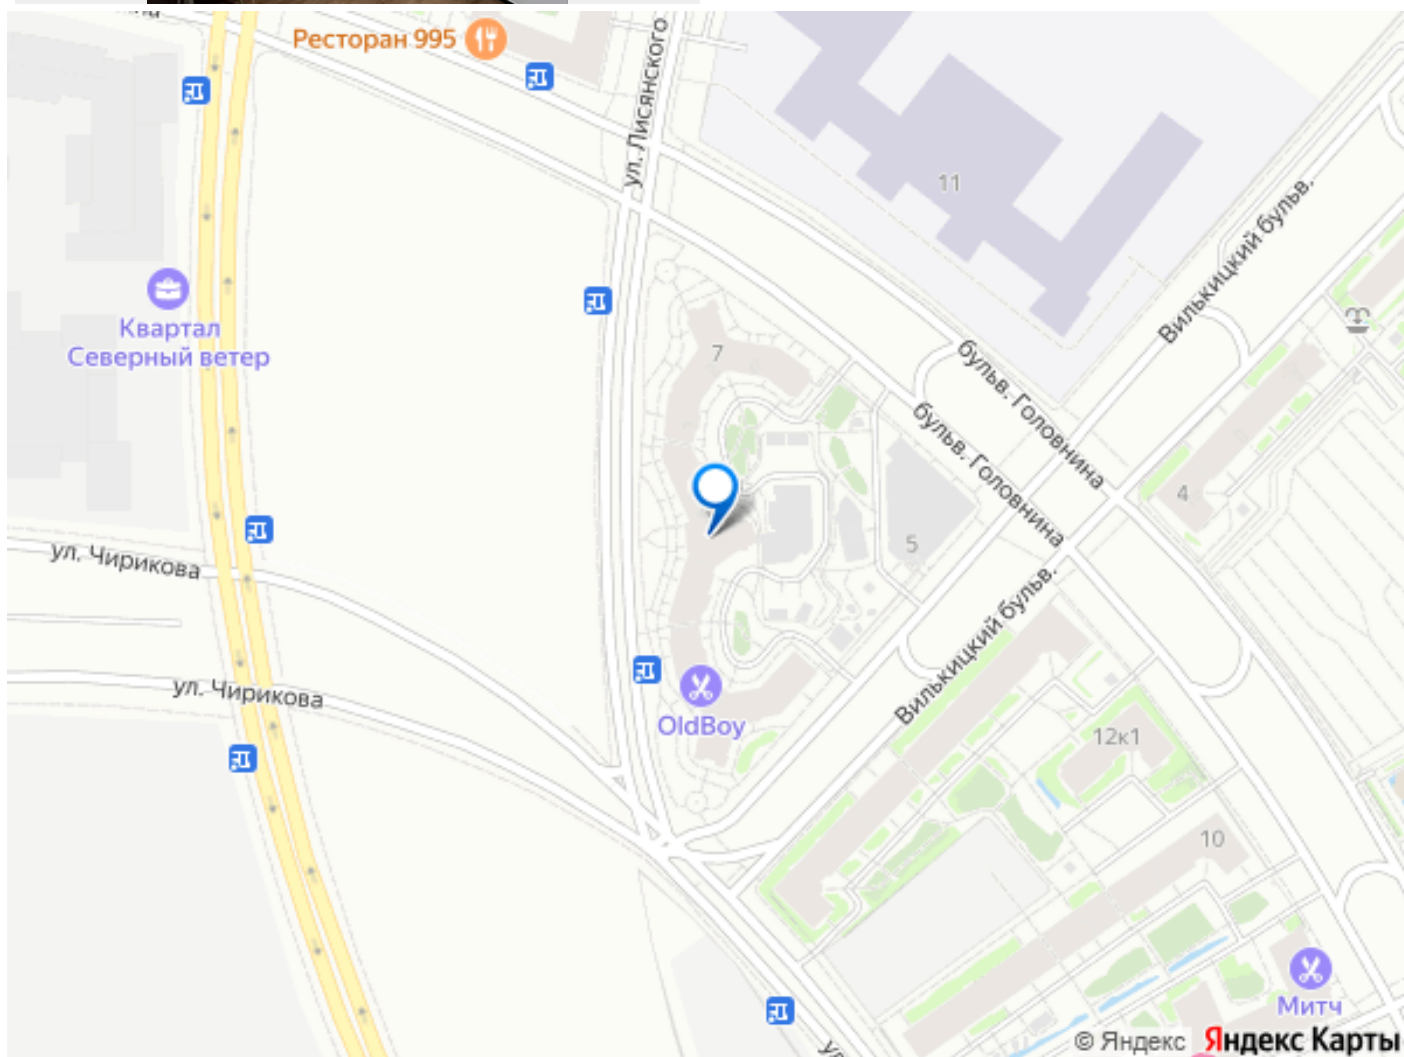 Ресторан 995
ул. Лисянского
11
Вилькицкий бульв.
Квартал
Северный ветер
7
бульв. Головнина
бульв. Головнина
4
5
ул. Чирикова
Вилькицкий бульв.
ул. Чирикова
OldBoy
12к1
10
Митч
© Яндекс Яндекс Карты